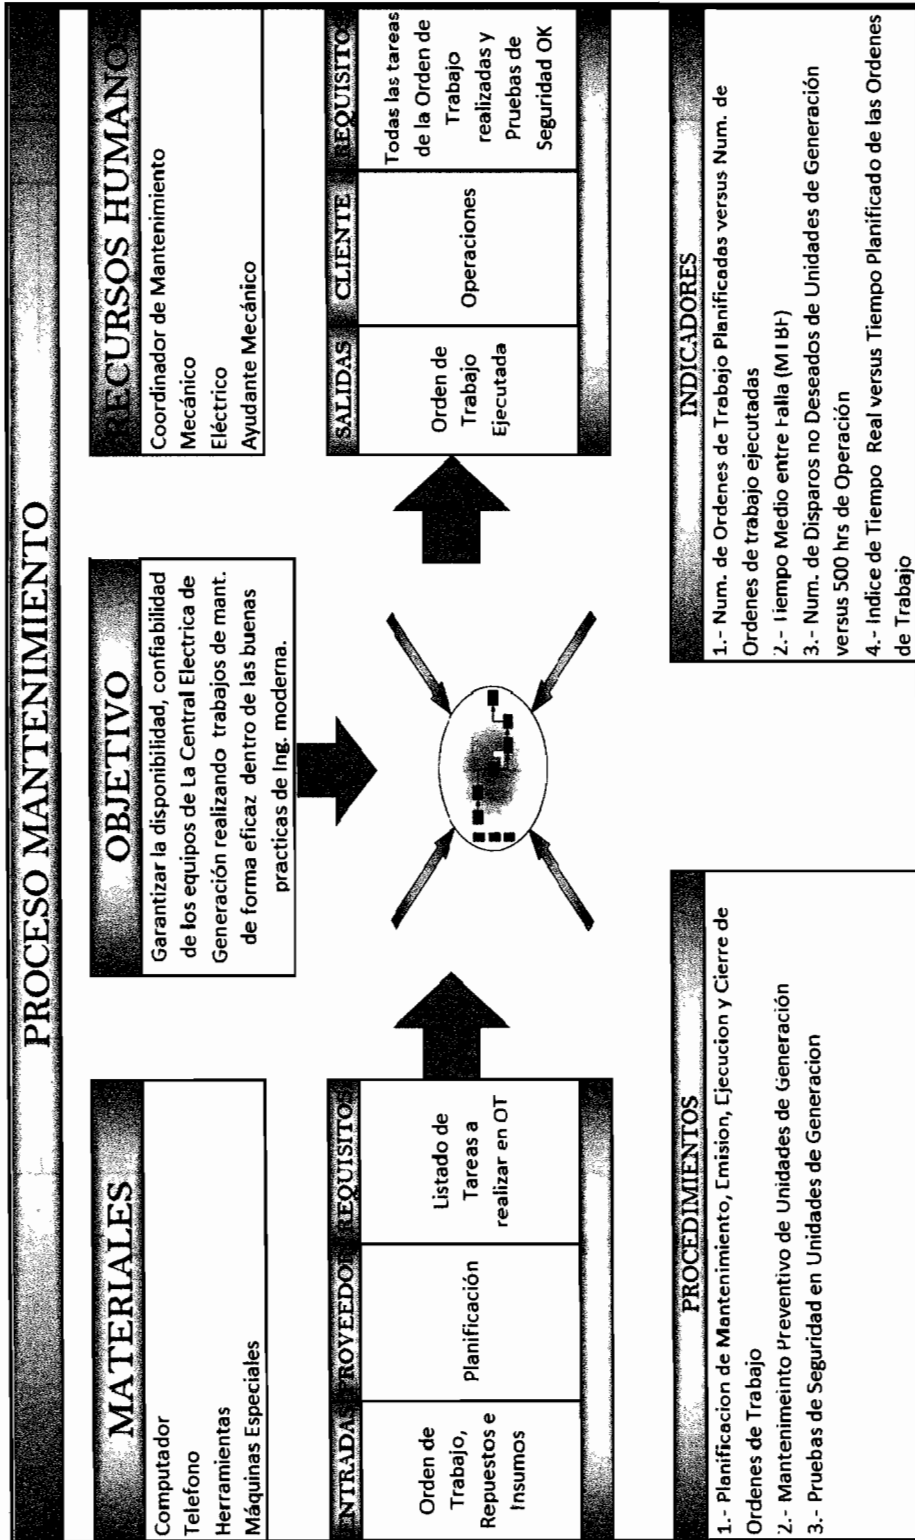 PROCESO MANTENIMIENTO
MATERIALES
Computador
Telefono
Herramientas
Máquinas Especiales
OBJETIVO
Garantizar la disponibilidad, confiabilidad
de los equipos de La Central Electrica de
Generación realizando trabajos de mant.
de forma eficaz dentro de las buenas
practicas de Ing. moderna.
RECURSOS HUMANOS
Coordinador de Mantenimiento
Mecánico
Eléctrico
Ayudante Mecánico
NTRADAS PROVEEDOR REQUISITOS
Orden de
Trabajo,
Repuestos e
Insumos
Planificación
Listado de
Tareas a
realizar en OT
SALIDAS CLIENTE REQUISITO
Orden de
Trabajo
Ejecutada
Operaciones
Todas las tareas
de la Orden de
Trabajo
realizadas y
Pruebas de
Seguridad OK
PROCEDIMIENTOS
1.- Planificacion de Mantenimiento, Emision, Ejecucion y Cierre de
Ordenes de Trabajo
2.- Mantenimeinto Preventivo de Unidades de Generación
3.- Pruebas de Seguridad en Unidades de Generacion
INDICADORES
1.- Num. de Ordenes de Trabajo Planificadas versus Num. de
Ordenes de trabajo ejecutadas
2.- Tiempo Medio entre Falla (MTBF)
3.- Num. de Disparos no Deseados de Unidades de Generación
versus 500 hrs de Operación
4.- Indice de Tiempo Real versus Tiempo Planificado de las Ordenes
de Trabajo